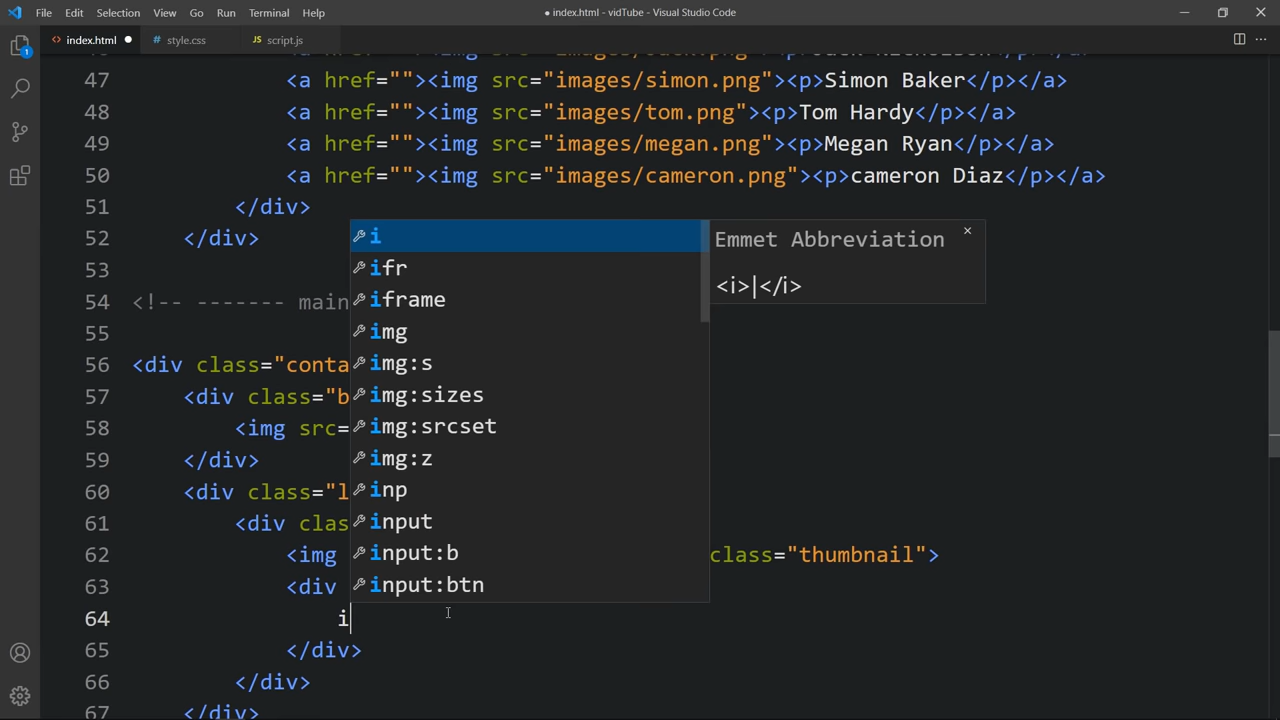 File Edit Selection View Go Run Terminal Help ● index.html - vidTube - Visual Studio Code
<> index.html ● # style.css JS script.js
47 <a href=""><img src="images/simon.png"><p>Simon Baker</p></a>
48 <a href=""><img src="images/tom.png"><p>Tom Hardy</p></a>
49 <a href=""><img src="images/megan.png"><p>Megan Ryan</p></a>
50 <a href=""><img src="images/cameron.png"><p>cameron Diaz</p></a>
51 </div>
52 </div>
53
54 <!-- ------- main
55
56 <div class="conta
57 <div class="b
58 <img src=
59 </div>
60 <div class="l
61 <div clas
62 <img class="thumbnail">
63 <div
64 i
65 </div>
66 </div>
67 </div>
i
ifr
iframe
img
img:s
img:sizes
img:srcset
img:z
inp
input
input:b
input:btn
Emmet Abbreviation ×
<i>|</i>
1